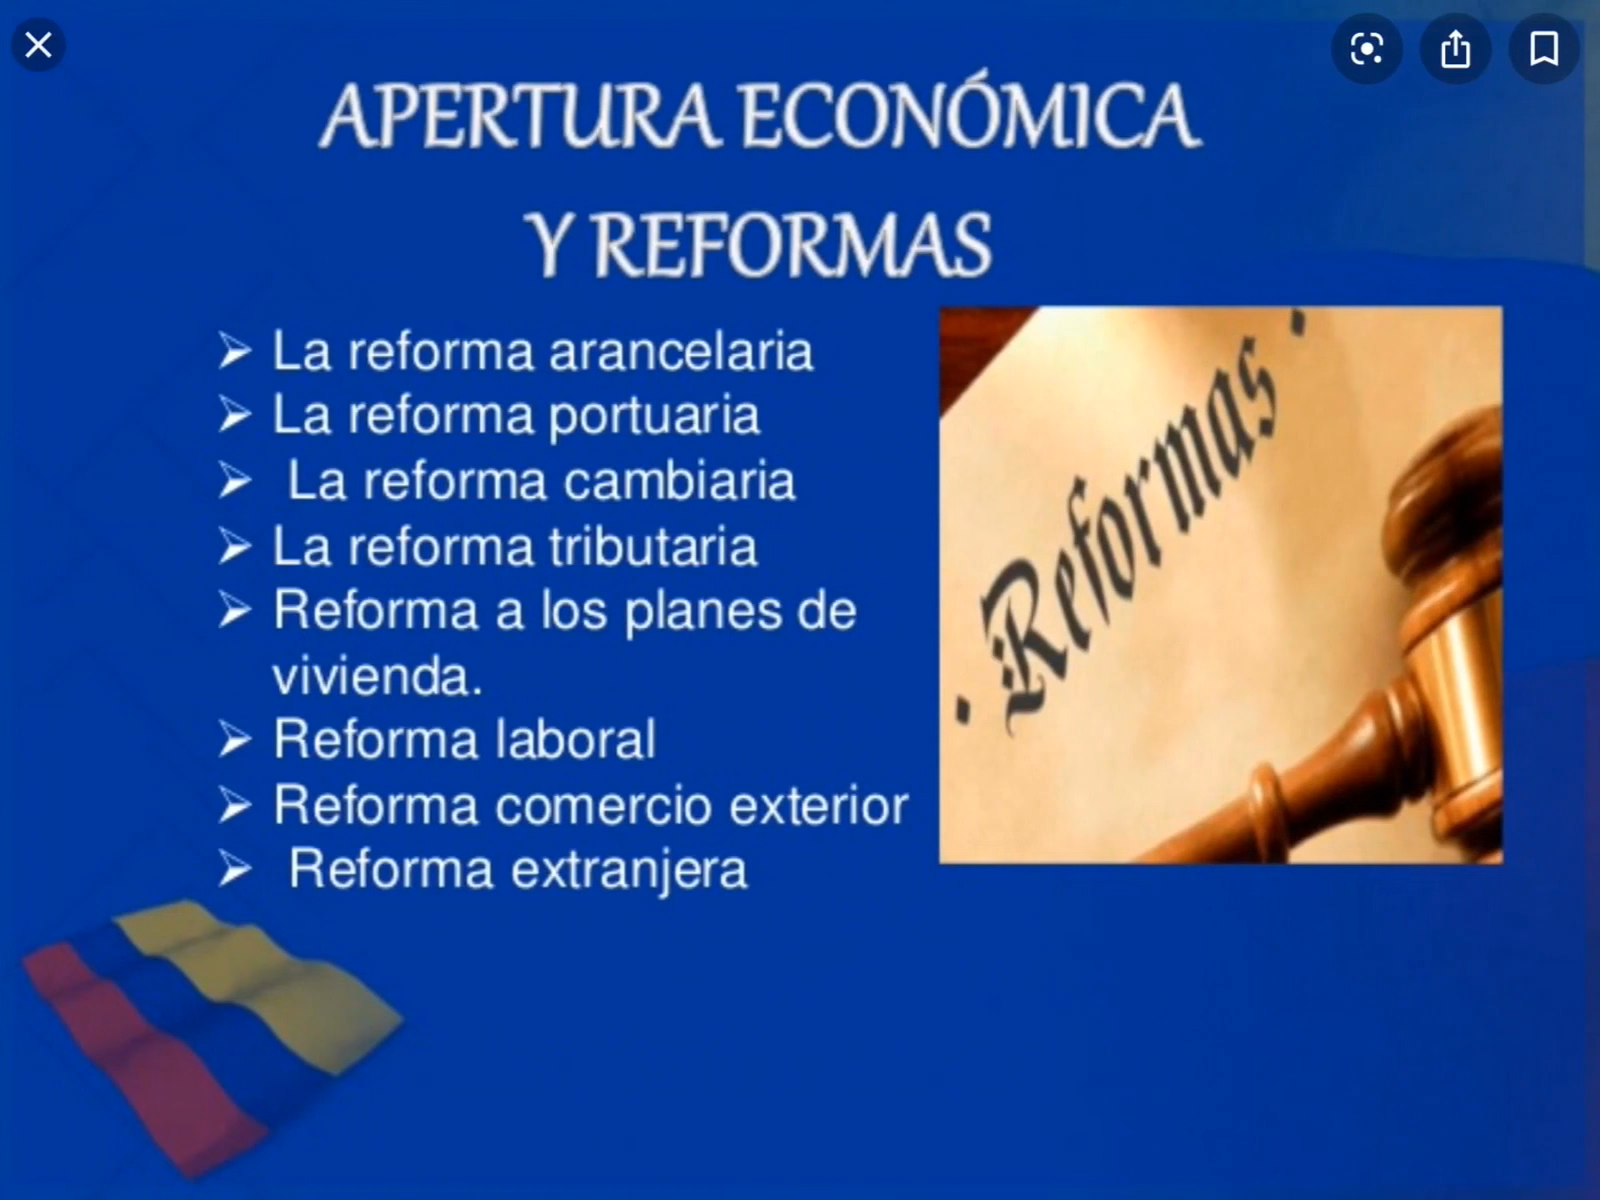 APERTURA ECONÓMICA
Y REFORMAS
La reforma arancelaria
La reforma portuaria
La reforma cambiaria
La reforma tributaria
Reforma a los planes de
vivienda.
Reforma laboral
Reforma comercio exterior
Reforma extranjera
· Reformas ·